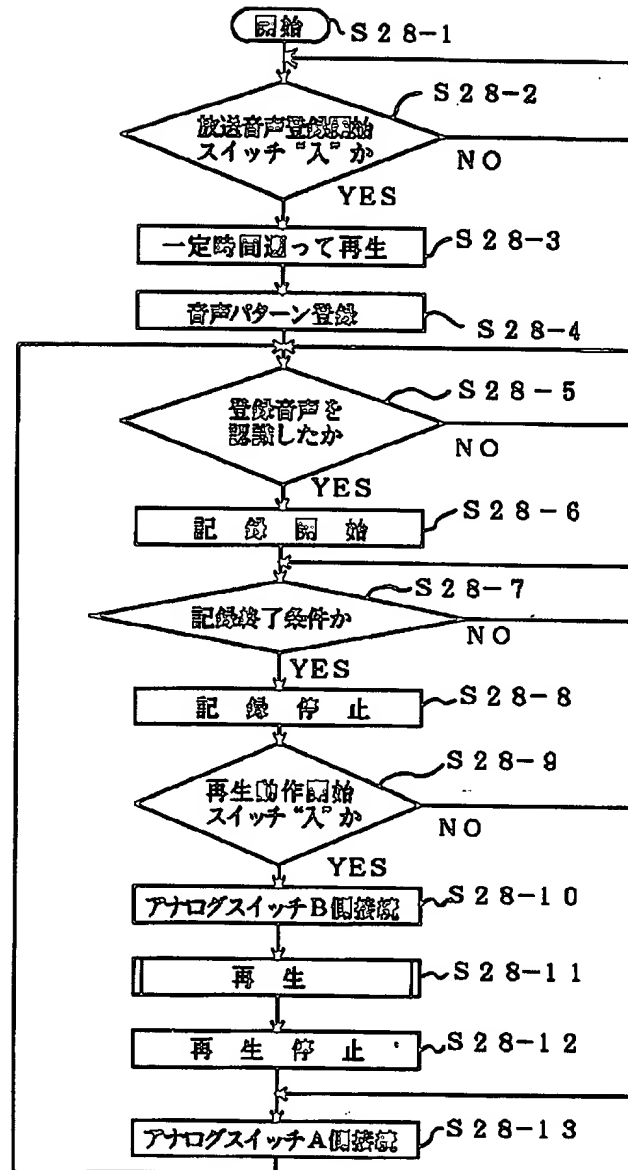 開始
S28-1
S28-2
放送音声登録開始
スイッチ“入”か
NO
YES
一定時間遡って再生
S28-3
音声パターン登録
S28-4
S28-5
登録音声を
認識したか
NO
YES
記録開始
S28-6
S28-7
記録終了条件か
NO
YES
記録停止
S28-8
S28-9
再生動作開始
スイッチ“入”か
NO
YES
アナログスイッチB側接続
S28-10
再生
S28-11
再生停止
S28-12
アナログスイッチA側接続
S28-13